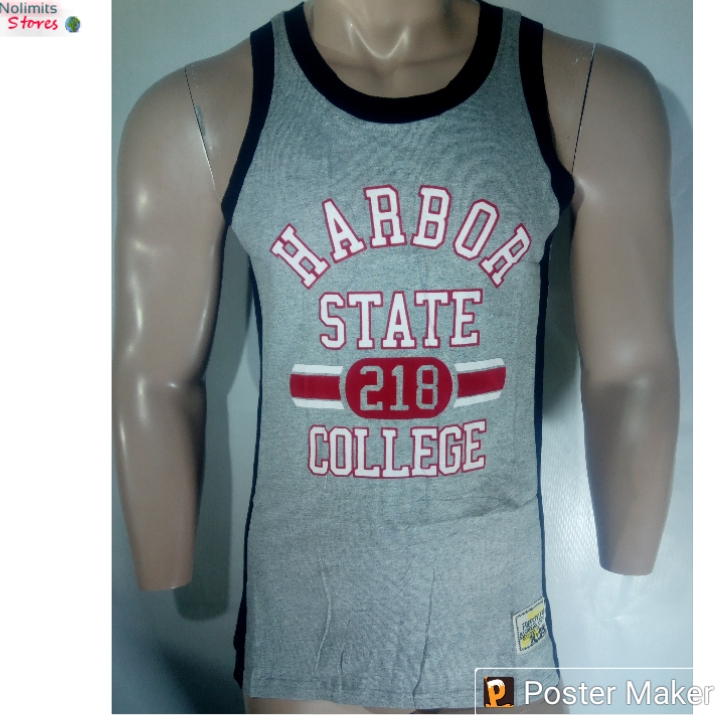 Nolimits
Stores
HARBOR
STATE
218
COLLEGE
Poster Maker